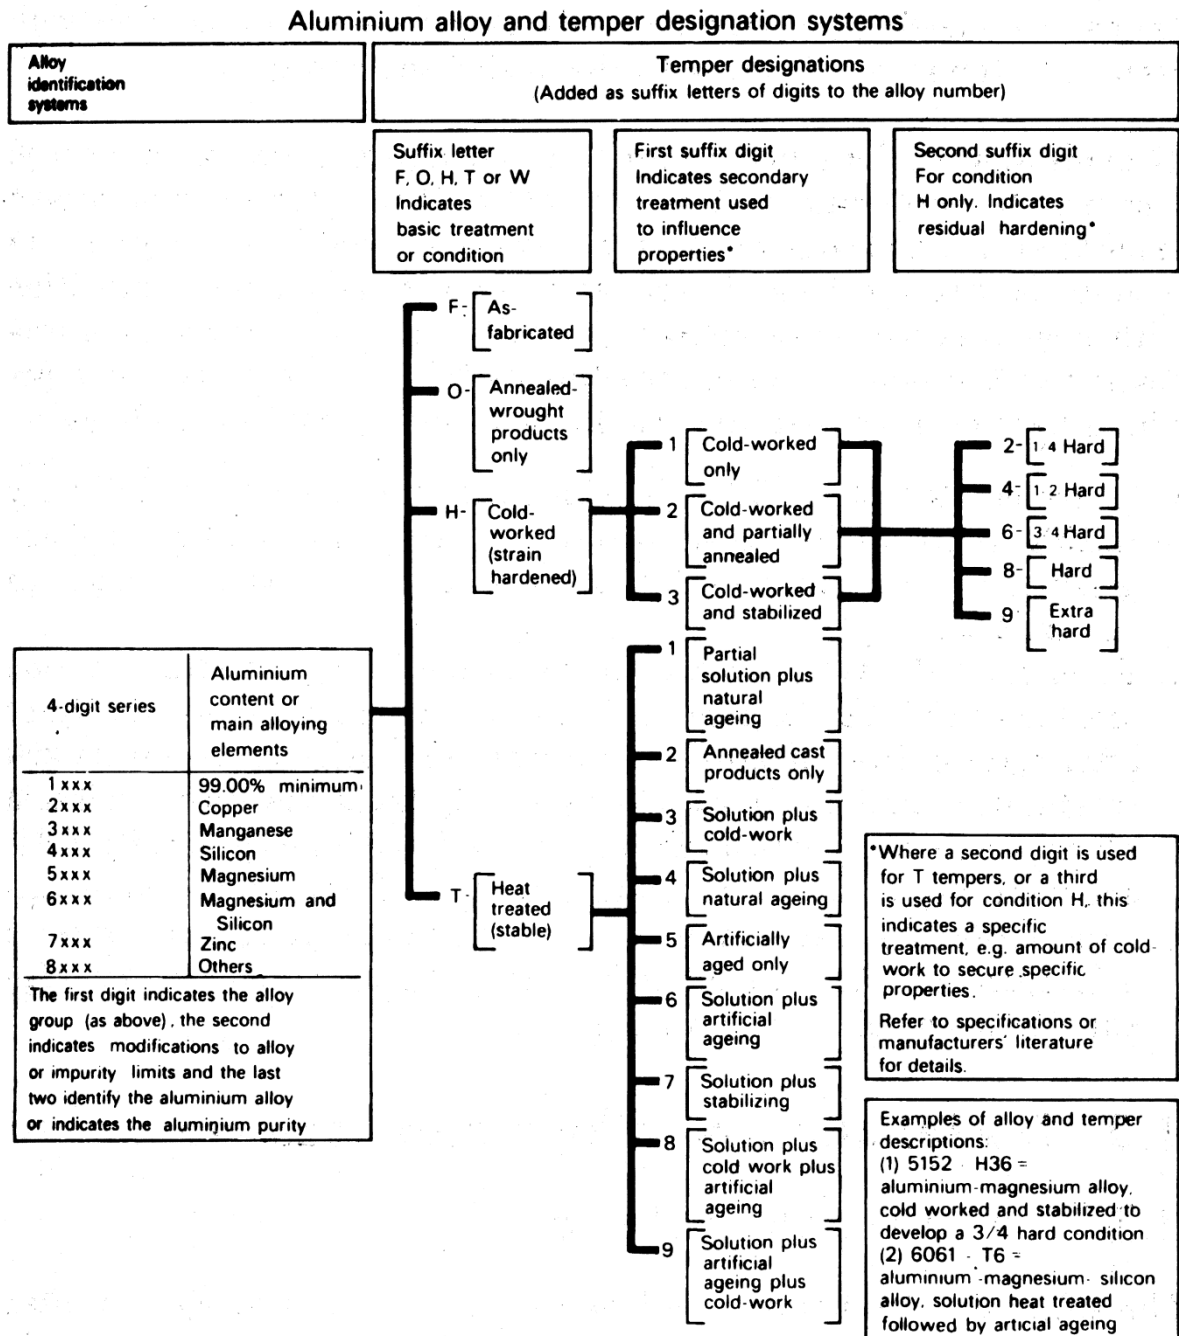 Aluminium alloy and temper designation systems
Alloy
identification
systems
Temper designations
(Added as suffix letters of digits to the alloy number)
Suffix letter
F, O, H, T or W
Indicates
basic treatment
or condition
First suffix digit
Indicates secondary
treatment used
to influence
properties*
Second suffix digit
For condition
H only. Indicates
residual hardening*
F- As-
fabricated
O- Annealed-
wrought
products
only
H- Cold-
worked
(strain
hardened)
1 Cold-worked
only
2 Cold-worked
and partially
annealed
3 Cold-worked
and stabilized
2- 1/4 Hard
4- 1/2 Hard
6- 3/4 Hard
8- Hard
9 Extra
hard
4-digit series
Aluminium
content or
main alloying
elements
1xxx 99.00% minimum
2xxx Copper
3xxx Manganese
4xxx Silicon
5xxx Magnesium
6xxx Magnesium and
Silicon
7xxx Zinc
8xxx Others
The first digit indicates the alloy
group (as above), the second
indicates modifications to alloy
or impurity limits and the last
two identify the aluminium alloy
or indicates the aluminium purity
T- Heat
treated
(stable)
1 Partial
solution plus
natural
ageing
2 Annealed cast
products only
3 Solution plus
cold-work
4 Solution plus
natural ageing
5 Artificially
aged only
6 Solution plus
artificial
ageing
7 Solution plus
stabilizing
8 Solution plus
cold work plus
artificial
ageing
9 Solution plus
artificial
ageing plus
cold-work
*Where a second digit is used
for T tempers, or a third
is used for condition H, this
indicates a specific
treatment, e.g. amount of cold-
work to secure specific
properties.
Refer to specifications or
manufacturers' literature
for details.
Examples of alloy and temper
descriptions:
(1) 5152 - H36 =
aluminium-magnesium alloy,
cold worked and stabilized to
develop a 3/4 hard condition
(2) 6061 - T6 =
aluminium-magnesium-silicon
alloy, solution heat treated
followed by articial ageing